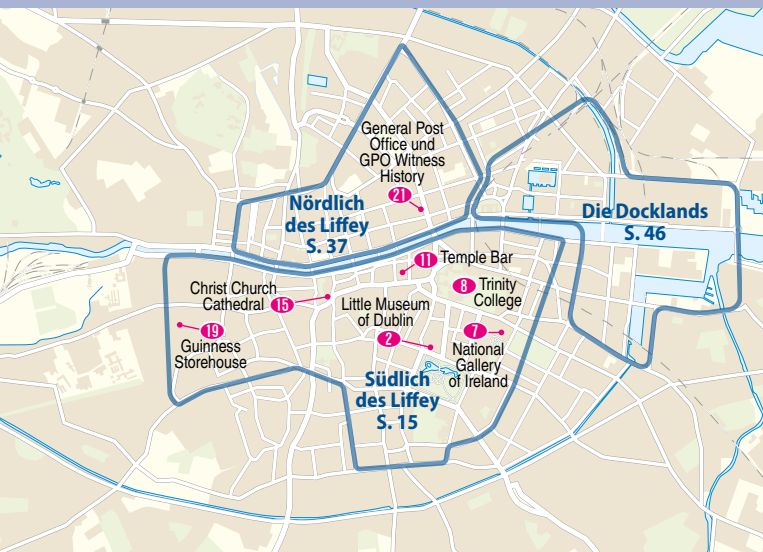 General Post
Office und
GPO Witness
History
21
Nördlich
des Liffey
S. 37
Die Docklands
S. 46
11 Temple Bar
8 Trinity
College
Christ Church
Cathedral 15
Little Museum
of Dublin
2
7
National
Gallery
of Ireland
19
Guinness
Storehouse
Südlich
des Liffey
S. 15